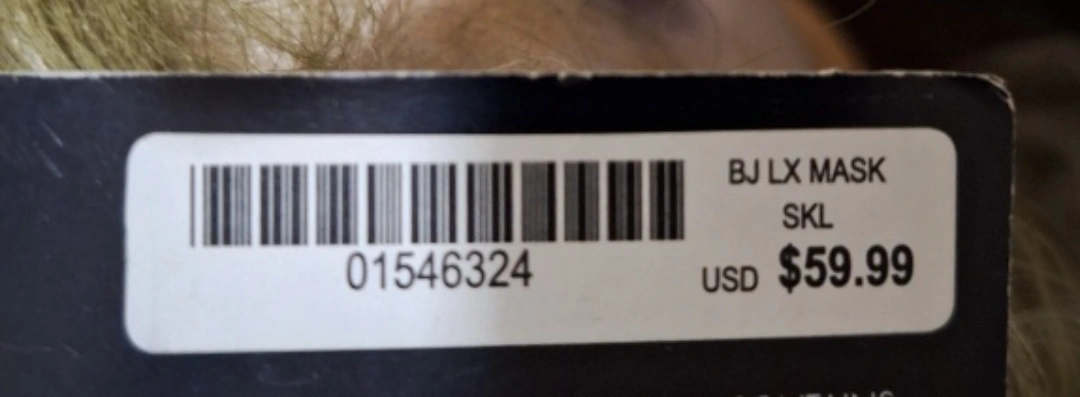 01546324
BJ LX MASK
SKL
USD $59.99